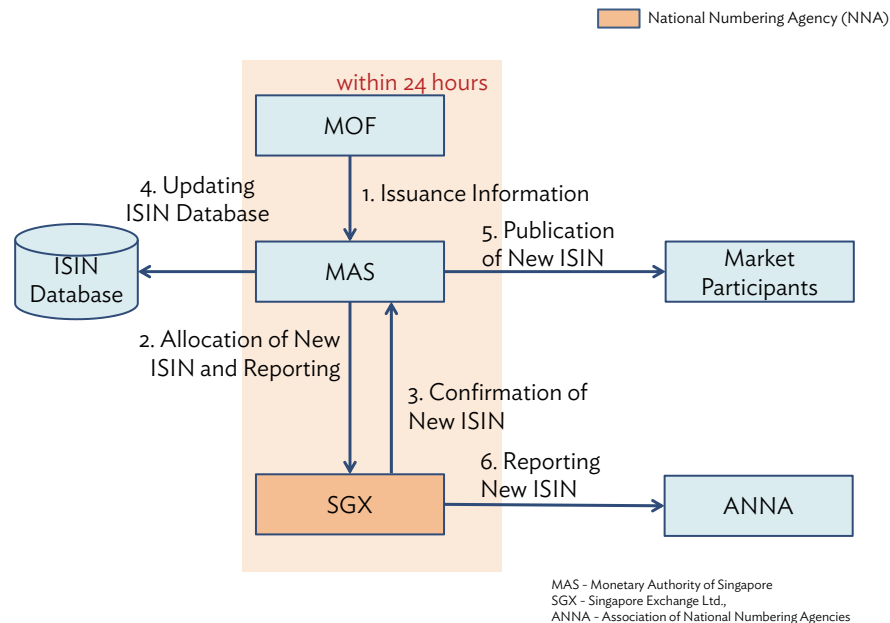 National Numbering Agency (NNA)
within 24 hours
MOF
4. Updating
ISIN Database
1. Issuance Information
5. Publication
of New ISIN
ISIN
Database
MAS
Market
Participants
2. Allocation of New
ISIN and Reporting
3. Confirmation of
New ISIN
6. Reporting
New ISIN
SGX
ANNA
MAS - Monetary Authority of Singapore
SGX - Singapore Exchange Ltd.,
ANNA - Association of National Numbering Agencies